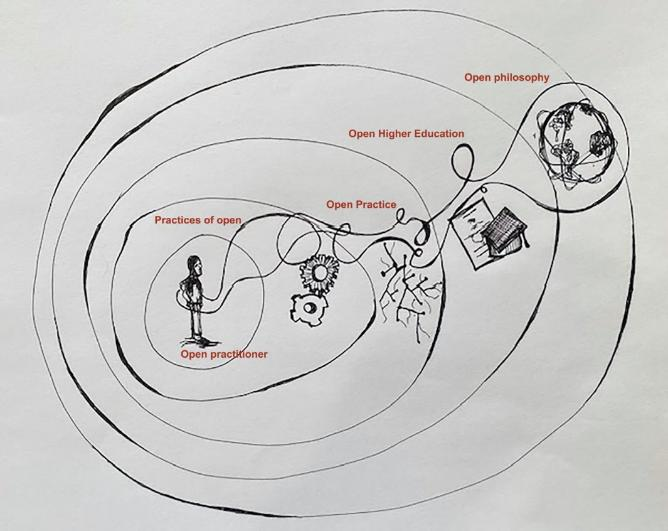 Open philosophy
Open Higher Education
Open Practice
Practices of open
Open practitioner